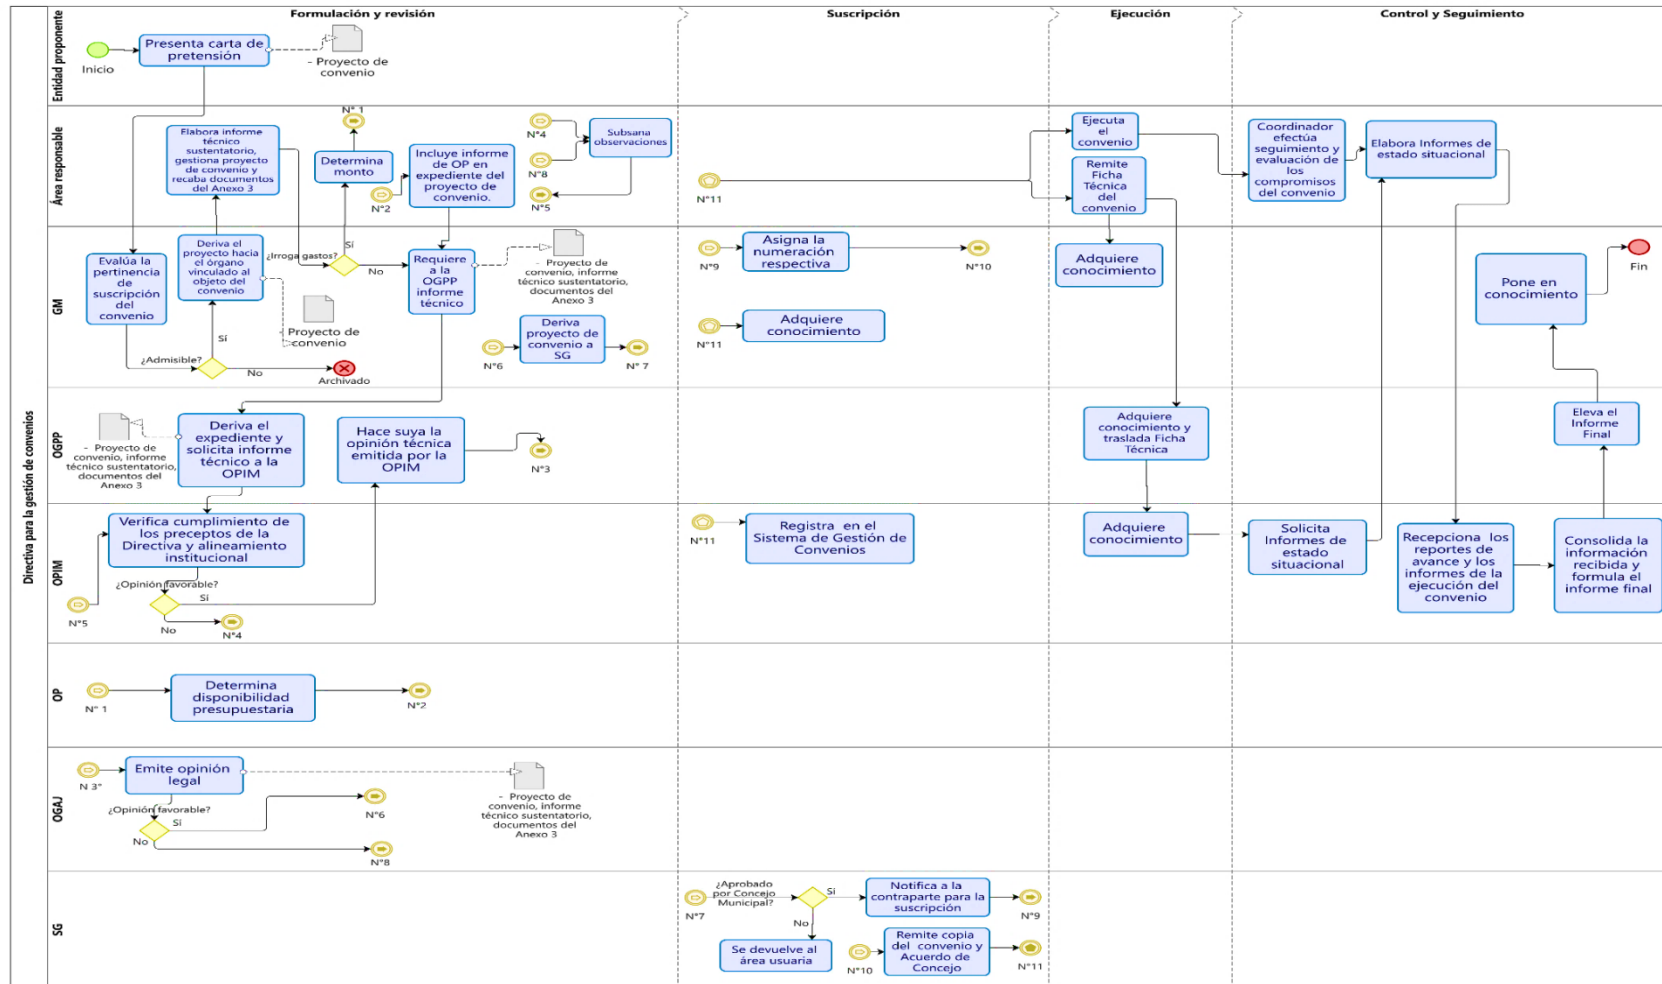 Formulación y revisión
Suscripción
Ejecución
Control y Seguimiento
Directiva para la gestión de convenios
Entidad proponente
Inicio
Presenta carta de
pretensión
- Proyecto de
convenio
Área responsable
Elabora informe
técnico
sustentatorio,
gestiona proyecto
de convenio y
recaba documentos
del Anexo 3
N° 1
Determina
monto
N°2
Incluye informe
de OP en
expediente del
proyecto de
convenio.
N°4
N°8
Subsana
observaciones
N°5
N°11
Ejecuta
el
convenio
Remite
Ficha
Técnica
del
convenio
Coordinador
efectúa
seguimiento y
evaluación de
los
compromisos
del convenio
Elabora Informes de
estado situacional
GM
Evalúa la
pertinencia
de
suscripción
del
convenio
Deriva el
proyecto hacia
el órgano
vinculado al
objeto del
convenio
- Proyecto de
convenio
¿Admisible?
Sí
No
Archivado
¿Irroga gastos?
Sí
No
Requiere
a la
OGPP
informe
técnico
- Proyecto de
convenio, informe
técnico sustentatorio,
documentos del
Anexo 3
N°6
Deriva
proyecto de
convenio a
SG
N° 7
N°9
Asigna la
numeración
respectiva
N°10
N°11
Adquiere
conocimiento
Adquiere
conocimiento
Pone en
conocimiento
Fin
OGPP
- Proyecto de
convenio, informe
técnico sustentatorio,
documentos del
Anexo 3
Deriva el
expediente y
solicita informe
técnico a la
OPIM
Hace suya la
opinión técnica
emitida por la
OPIM
N°3
Adquiere
conocimiento y
traslada Ficha
Técnica
Eleva el
Informe
Final
OPIM
Verifica cumplimiento de
los preceptos de la
Directiva y alineamiento
institucional
N°5
¿Opinión favorable?
Sí
No
N°4
N°11
Registra en el
Sistema de Gestión de
Convenios
Adquiere
conocimiento
Solicita
Informes de
estado
situacional
Recepciona los
reportes de
avance y los
informes de la
ejecución del
convenio
Consolida la
información
recibida y
formula el
informe final
OP
N° 1
Determina
disponibilidad
presupuestaria
N°2
OGAJ
N 3°
Emite opinión
legal
¿Opinión favorable?
Sí
No
N°6
N°8
- Proyecto de
convenio, informe
técnico sustentatorio,
documentos del
Anexo 3
SG
N°7
¿Aprobado
por Concejo
Municipal?
Si
No
Notifica a la
contraparte para la
suscripción
N°9
Se devuelve al
área usuaria
N°10
Remite copia
del convenio y
Acuerdo de
Concejo
N°11